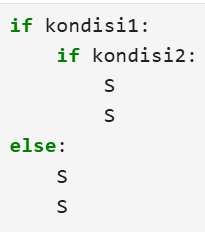 if kondisi1:
    if kondisi2:
        S
        S
else:
    S
    S